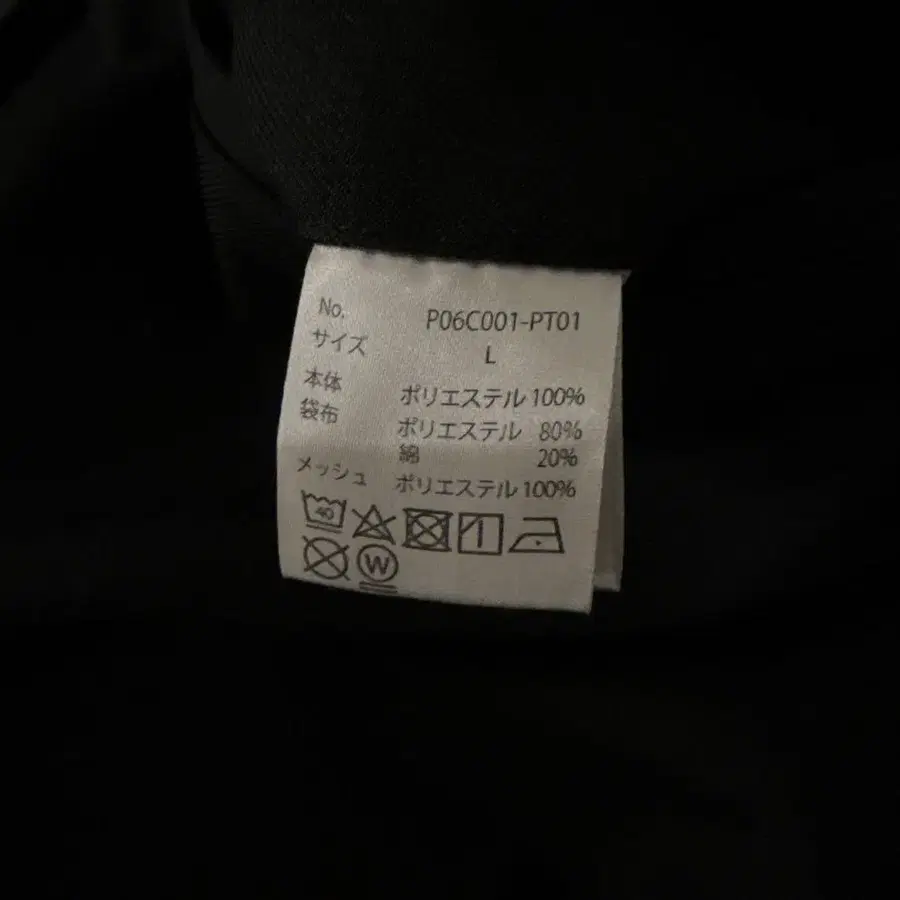 No. P06C001-PT01
サイズ L
本体 ポリエステル 100%
袋布 ポリエステル 80%
綿 20%
メッシュ ポリエステル 100%
40
W